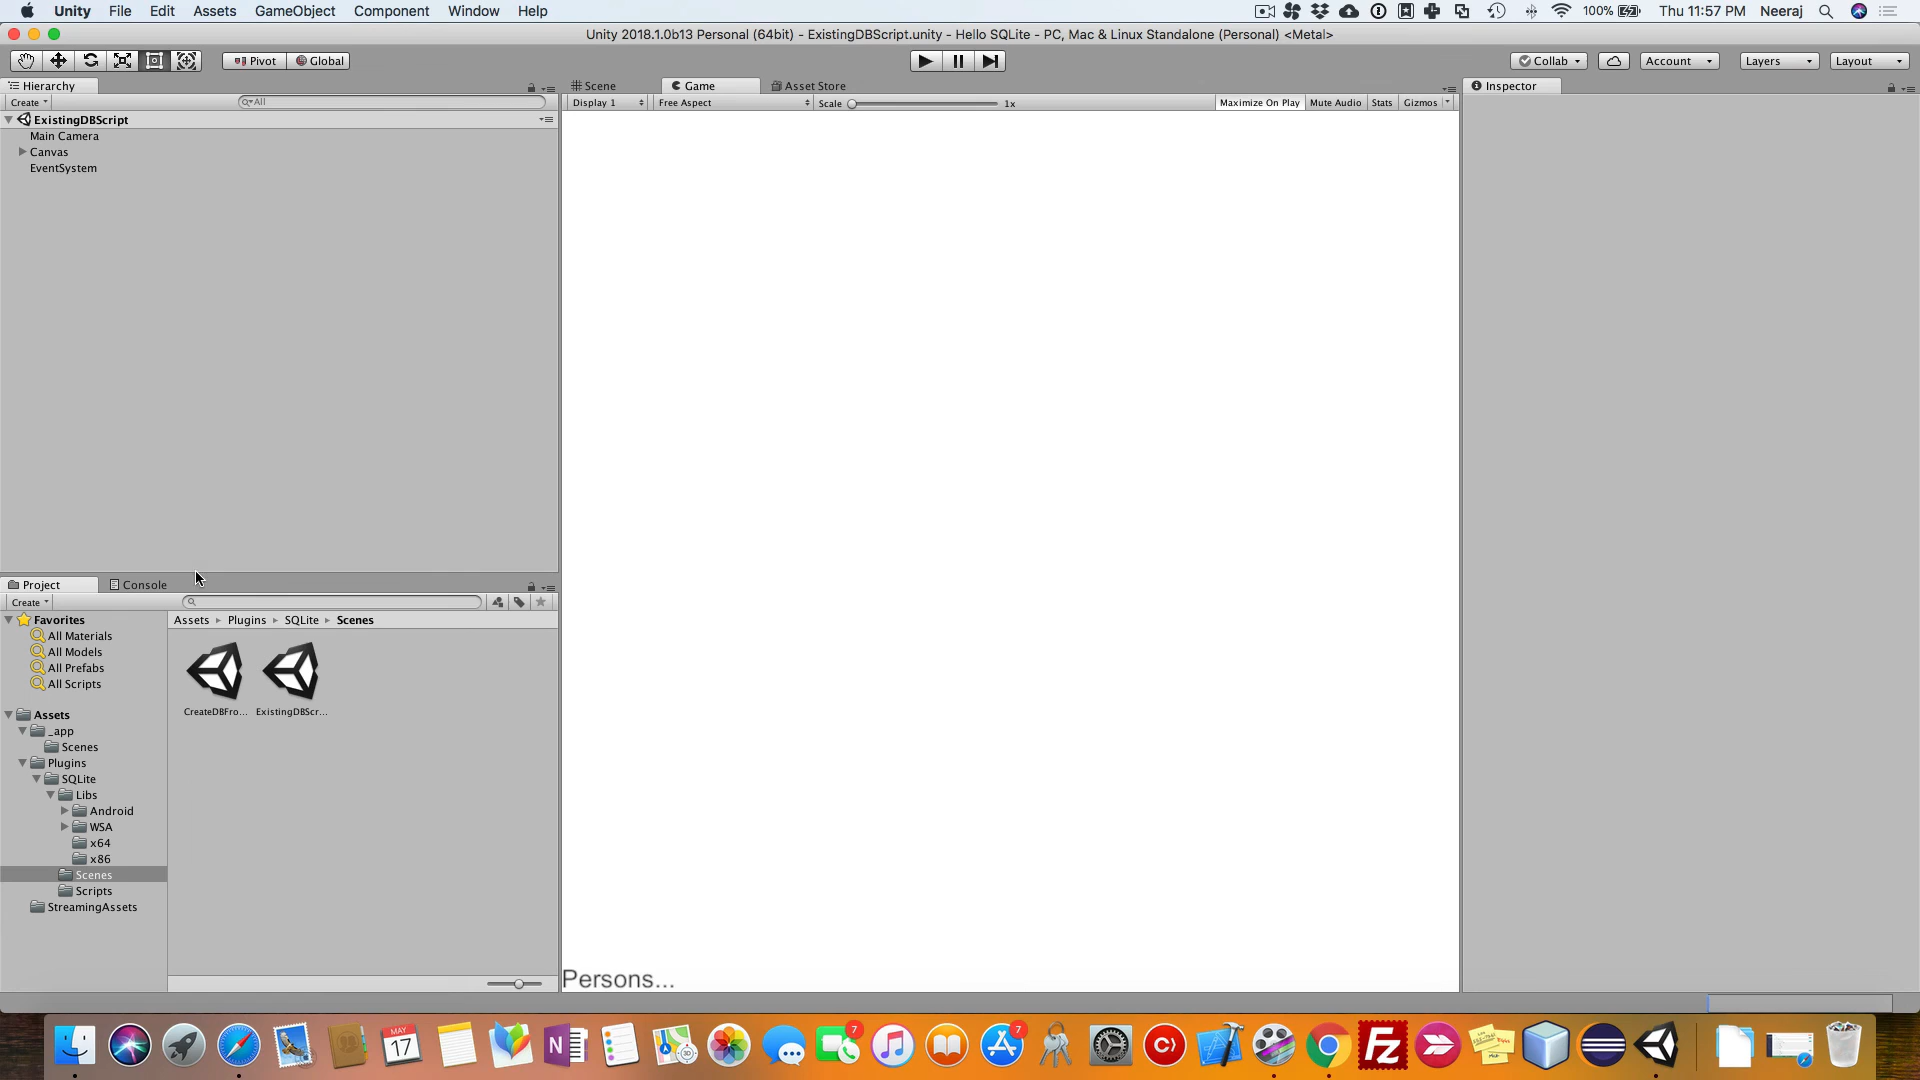 Unity File Edit Assets GameObject Component Window Help 100% Thu 11:57 PM Neeraj
Unity 2018.1.0b13 Personal (64bit) - ExistingDBScript.unity - Hello SQLite - PC, Mac & Linux Standalone (Personal) <Metal>
Pivot Global Collab Account Layers Layout
Hierarchy Scene Game Asset Store Inspector
Create All Display 1 Free Aspect Scale 1x Maximize On Play Mute Audio Stats Gizmos
ExistingDBScript
Main Camera
Canvas
EventSystem
Project Console
Create
Favorites
All Materials
All Models
All Prefabs
All Scripts
Assets
_app
Scenes
Plugins
SQLite
Libs
Android
WSA
x64
x86
Scenes
Scripts
StreamingAssets
Assets Plugins SQLite Scenes
CreateDBFro... ExistingDBScr...
Persons...
MAY
17
N
3D
7
7
C
Fz